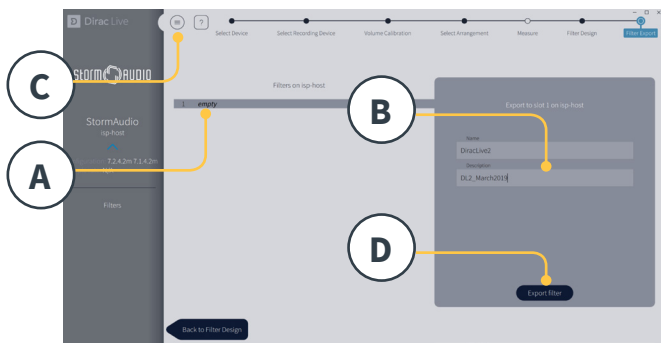 D Dirac Live
?
Select Device
Select Recording Device
Volume Calibration
Select Arrangement
Measure
Filter Design
Filter Export
STORMAUDIO
StormAudio
isp-host
7.2.4.2m 7.1.4.2m
Filters
Filters on isp-host
1 empty
Export to slot 1 on isp-host
Name
DiracLive2
Description
DL2_March2019
Export filter
Back to Filter Design
C
A
B
D